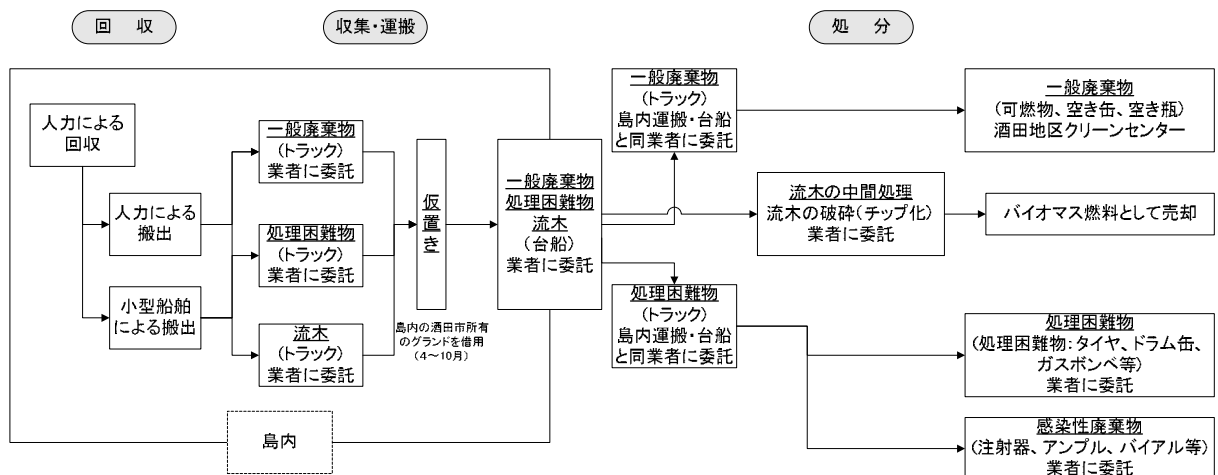 回 収
収集・運搬
処 分
人力による
回収
人力による
搬出
小型船舶
による搬出
一般廃棄物
(トラック)
業者に委託
処理困難物
(トラック)
業者に委託
流木
(トラック)
業者に委託
仮置き
島内の酒田市所有
のグランドを借用
(4～10月)
島内
一般廃棄物
処理困難物
流木
(台船)
業者に委託
一般廃棄物
(トラック)
島内運搬・台船
と同業者に委託
流木の中間処理
流木の破砕(チップ化)
業者に委託
処理困難物
(トラック)
島内運搬・台船
と同業者に委託
一般廃棄物
(可燃物、空き缶、空き瓶)
酒田地区クリーンセンター
バイオマス燃料として売却
処理困難物
(処理困難物:タイヤ、ドラム缶、
ガスボンベ等)
業者に委託
感染性廃棄物
(注射器、アンプル、バイアル等)
業者に委託